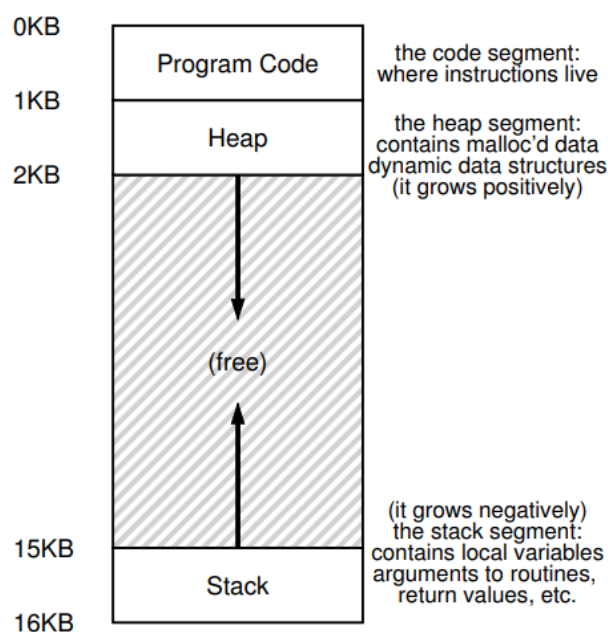 0KB
Program Code
the code segment:
where instructions live
1KB
Heap
the heap segment:
contains malloc'd data
dynamic data structures
(it grows positively)
2KB
(free)
(it grows negatively)
the stack segment:
contains local variables
arguments to routines,
return values, etc.
15KB
Stack
16KB